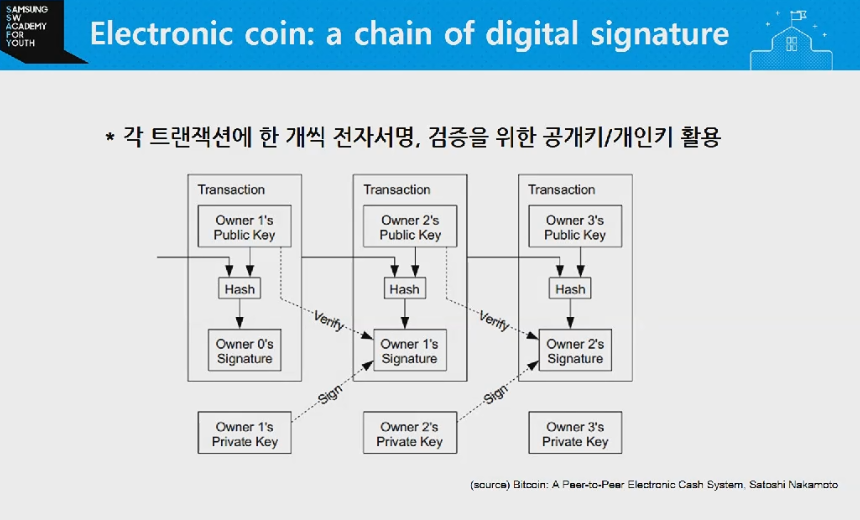 SAMSUNG
SW
ACADEMY
FOR
YOUTH
Electronic coin: a chain of digital signature
* 각 트랜잭션에 한 개씩 전자서명, 검증을 위한 공개키/개인키 활용
Transaction
Transaction
Transaction
Owner 1's
Public Key
Owner 2's
Public Key
Owner 3's
Public Key
Hash
Hash
Hash
Verify
Verify
Owner 0's
Signature
Owner 1's
Signature
Owner 2's
Signature
Sign
Sign
Owner 1's
Private Key
Owner 2's
Private Key
Owner 3's
Private Key
(source) Bitcoin: A Peer-to-Peer Electronic Cash System, Satoshi Nakamoto